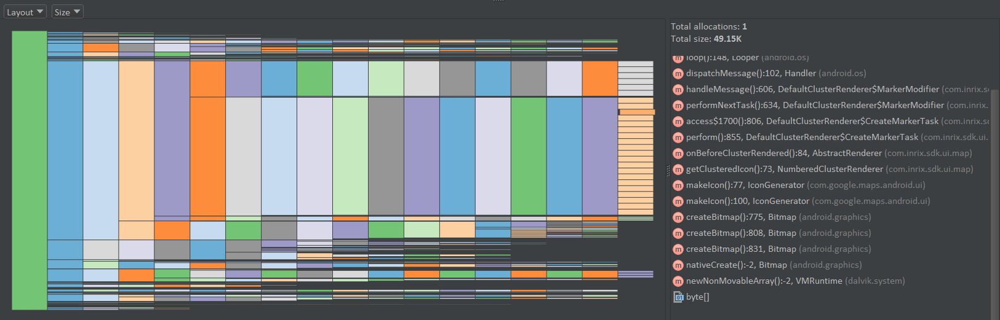 Layout
Size
Total allocations: 1
Total size: 49.15K
loop():148, Looper (android.os)
dispatchMessage():102, Handler (android.os)
handleMessage():606, DefaultClusterRenderer$MarkerModifier (com.inrix.s
performNextTask():634, DefaultClusterRenderer$MarkerModifier (com.inrix.
access$1700():806, DefaultClusterRenderer$CreateMarkerTask (com.inrix.s
perform():855, DefaultClusterRenderer$CreateMarkerTask (com.inrix.sdk.ui.
onBeforeClusterRendered():84, AbstractRenderer (com.inrix.sdk.ui.map)
getClusteredIcon():73, NumberedClusterRenderer (com.inrix.sdk.ui.map)
makeIcon():77, IconGenerator (com.google.maps.android.ui)
makeIcon():100, IconGenerator (com.google.maps.android.ui)
createBitmap():775, Bitmap (android.graphics)
createBitmap():808, Bitmap (android.graphics)
createBitmap():831, Bitmap (android.graphics)
nativeCreate():-2, Bitmap (android.graphics)
newNonMovableArray():-2, VMRuntime (dalvik.system)
byte[]